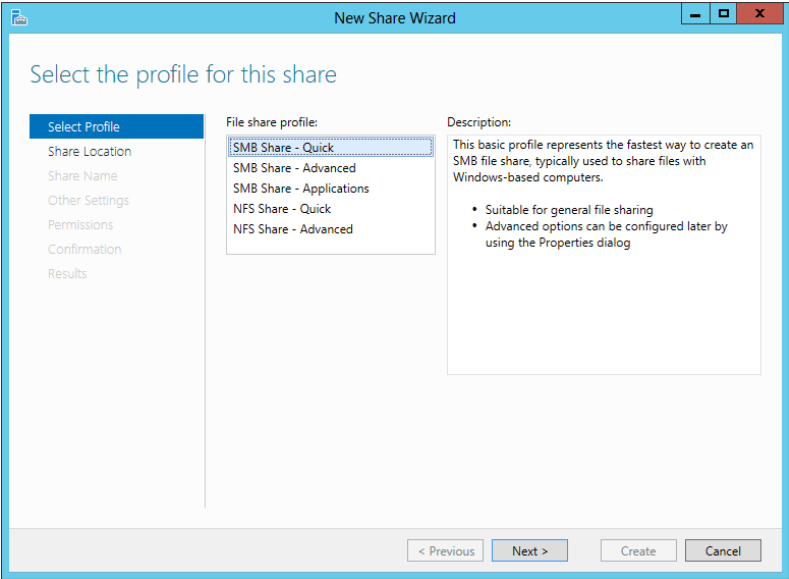 New Share Wizard
Select the profile for this share
Select Profile
Share Location
Share Name
Other Settings
Permissions
Confirmation
Results
File share profile:
SMB Share - Quick
SMB Share - Advanced
SMB Share - Applications
NFS Share - Quick
NFS Share - Advanced
Description:
This basic profile represents the fastest way to create an
SMB file share, typically used to share files with
Windows-based computers.
• Suitable for general file sharing
• Advanced options can be configured later by
using the Properties dialog
< Previous
Next >
Create
Cancel